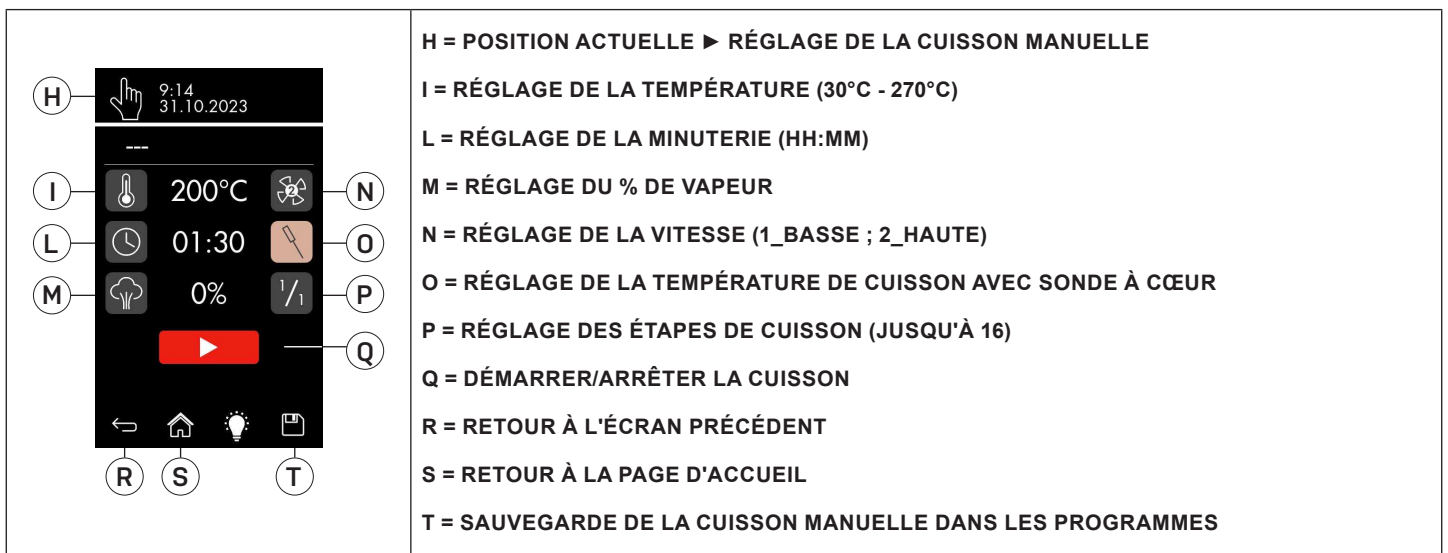 H
9:14
31.10.2023
---
I
200°C
2
N
L
01:30
O
M
0%
1/1
P
Q
R
S
T
H = POSITION ACTUELLE ► RÉGLAGE DE LA CUISSON MANUELLE
I = RÉGLAGE DE LA TEMPÉRATURE (30°C - 270°C)
L = RÉGLAGE DE LA MINUTERIE (HH:MM)
M = RÉGLAGE DU % DE VAPEUR
N = RÉGLAGE DE LA VITESSE (1_BASSE ; 2_HAUTE)
O = RÉGLAGE DE LA TEMPÉRATURE DE CUISSON AVEC SONDE À CŒUR
P = RÉGLAGE DES ÉTAPES DE CUISSON (JUSQU'À 16)
Q = DÉMARRER/ARRÊTER LA CUISSON
R = RETOUR À L'ÉCRAN PRÉCÉDENT
S = RETOUR À LA PAGE D'ACCUEIL
T = SAUVEGARDE DE LA CUISSON MANUELLE DANS LES PROGRAMMES